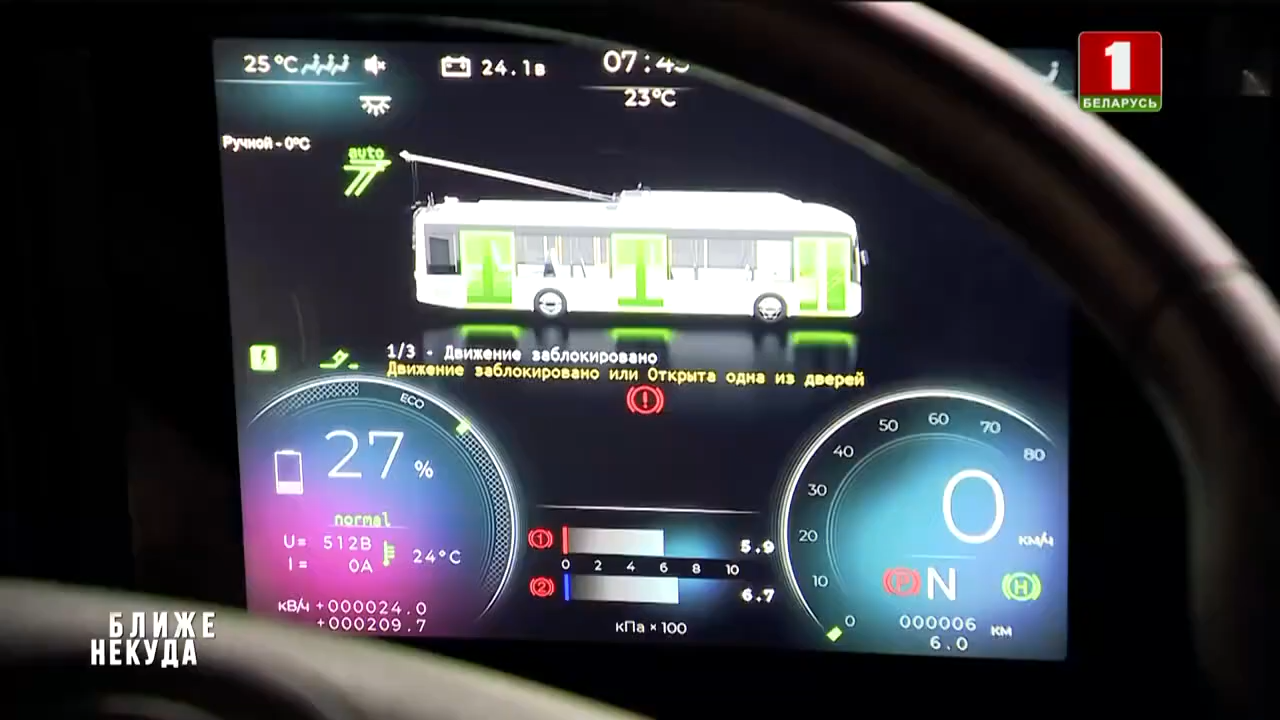 25°C
24.1в
07:45
23°C
1
БЕЛАРУСЬ
Ручной - 0°C
auto
1/3 - Движение заблокировано
Движение заблокировано или Открыта одна из дверей
ECO
27 %
normal
U= 512В
I= 0А
24°C
кВ/ч +000024.0
+000209.7
1 5.9
0 2 4 6 8 10
2 6.7
кПа × 100
0 10 20 30 40 50 60 70 80
0
км/ч
P N H
000006 км
6.0
БЛИЖЕ
НЕКУДА